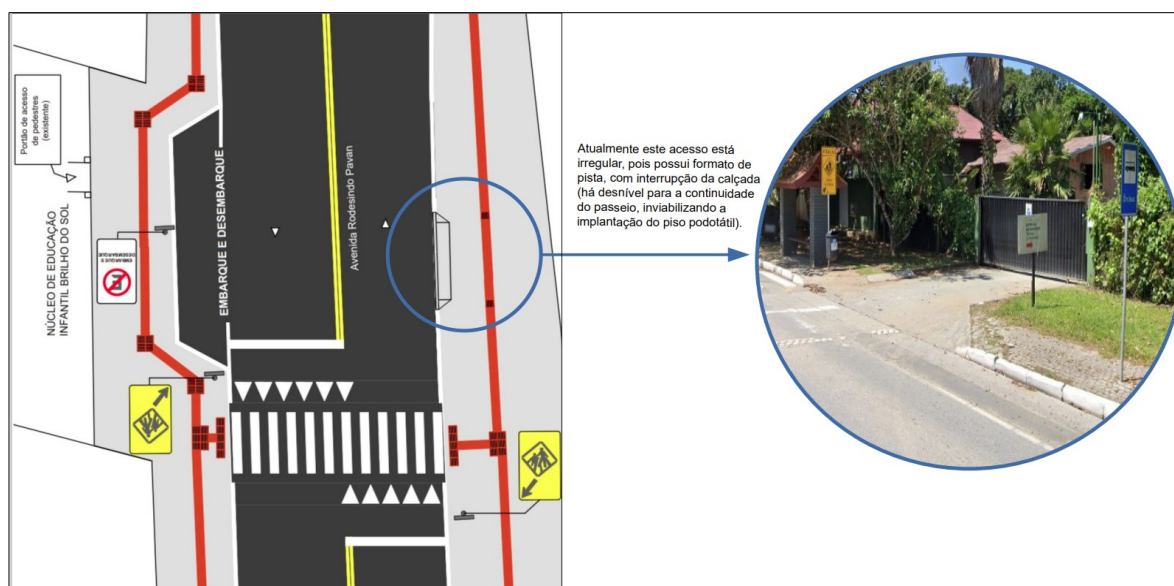 Portão de acesso
de pedestres
(existente)
NÚCLEO DE EDUCAÇÃO
INFANTIL BRILHO DO SOL
EMBARQUE E
DESEMBARQUE
EMBARQUE E DESEMBARQUE
Avenida Rodesindo Pavan
Atualmente este acesso está
irregular, pois possui formato de
pista, com interrupção da calçada
(há desnível para a continuidade
do passeio, inviabilizando a
implantação do piso podotátil).